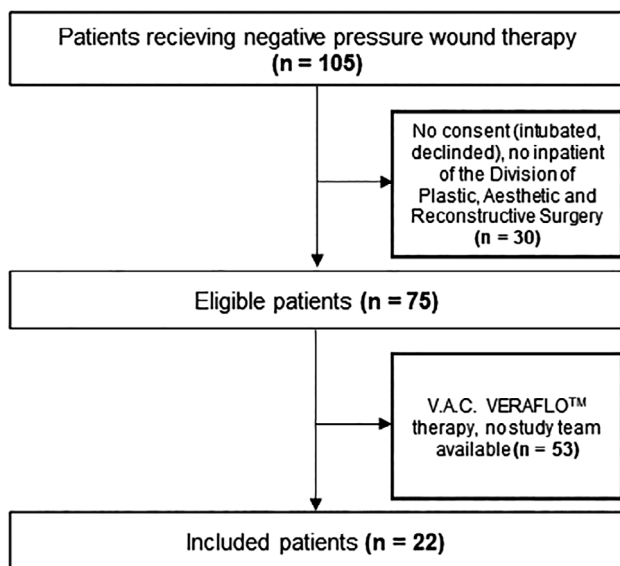 Patients recieving negative pressure wound therapy
(n = 105)
No consent (intubated,
declinded), no inpatient
of the Division of
Plastic, Aesthetic and
Reconstructive Surgery
(n = 30)
Eligible patients (n = 75)
V.A.C. VERAFLO™
therapy, no study team
available (n = 53)
Included patients (n = 22)